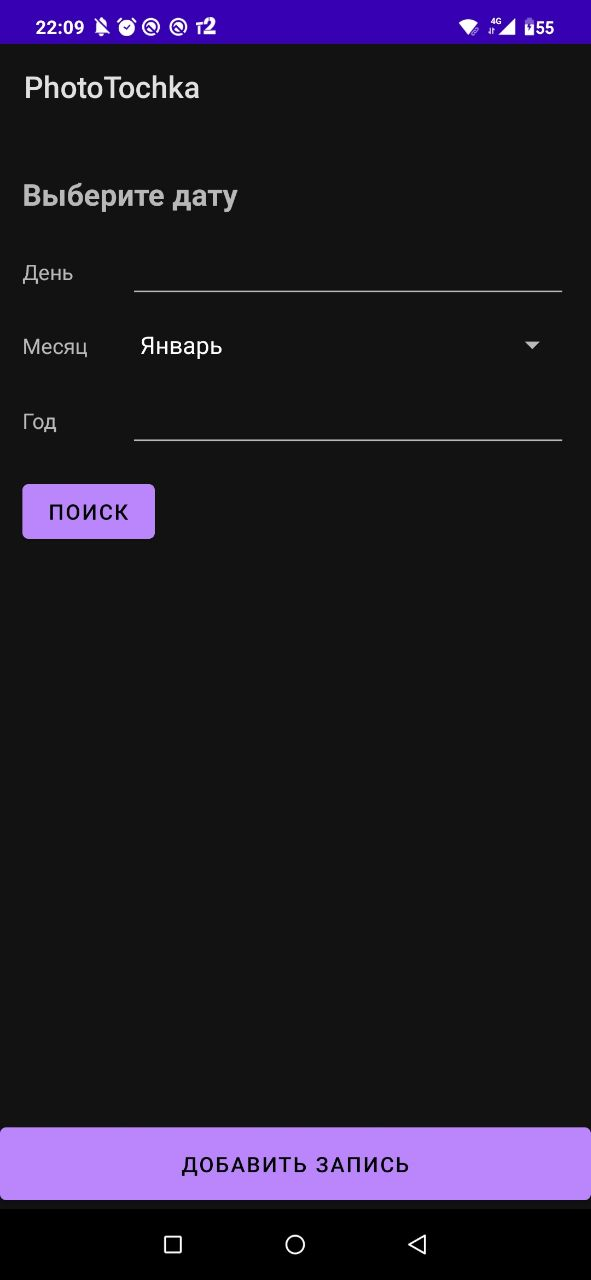 22:09 т2 4G 55
PhotoTochka
Выберите дату
День
Месяц Январь
Год
ПОИСК
ДОБАВИТЬ ЗАПИСЬ